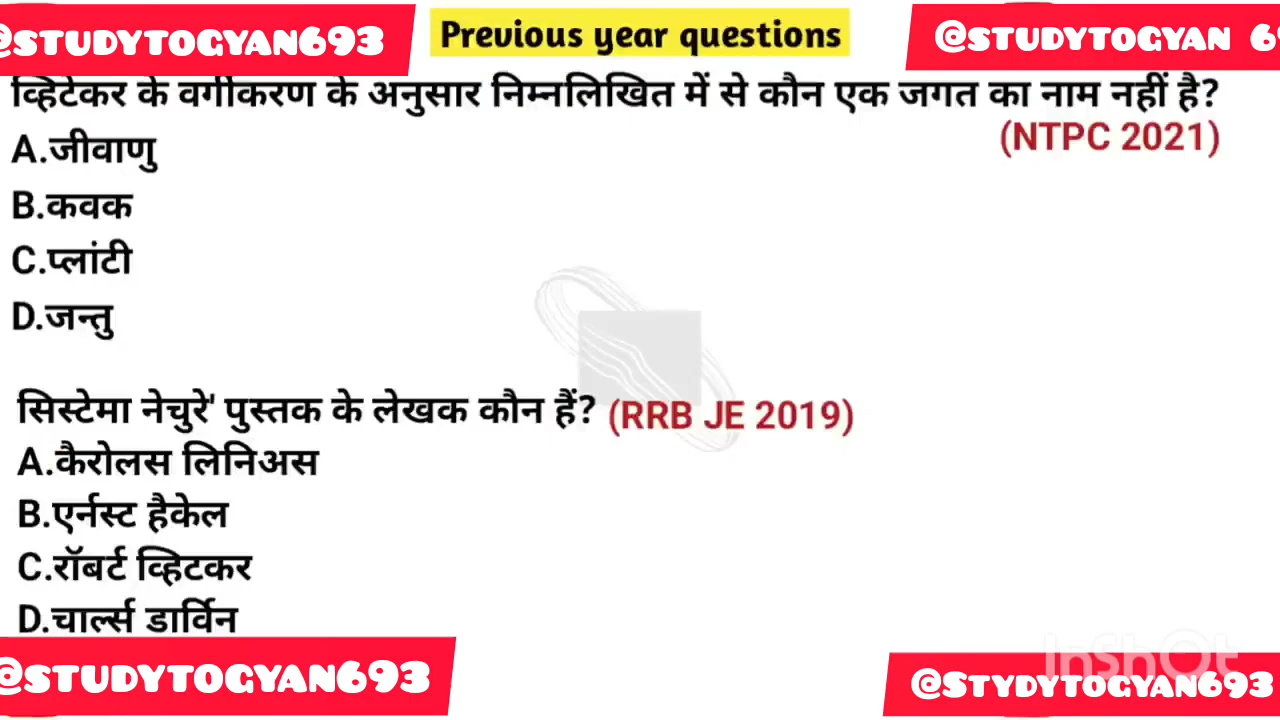 @STUDYTOGYAN693
Previous year questions
@STUDYTOGYAN 69
व्हिटेकर के वर्गीकरण के अनुसार निम्नलिखित में से कौन एक जगत का नाम नहीं है?
(NTPC 2021)
A.जीवाणु
B.कवक
C.प्लांटी
D.जन्तु
सिस्टेमा नेचुरे' पुस्तक के लेखक कौन हैं? (RRB JE 2019)
A.कैरोलस लिनिअस
B.एर्नस्ट हैकेल
C.रॉबर्ट व्हिटकर
D.चार्ल्स डार्विन
InShOt
@STUDYTOGYAN693
@STYDYTOGYAN693